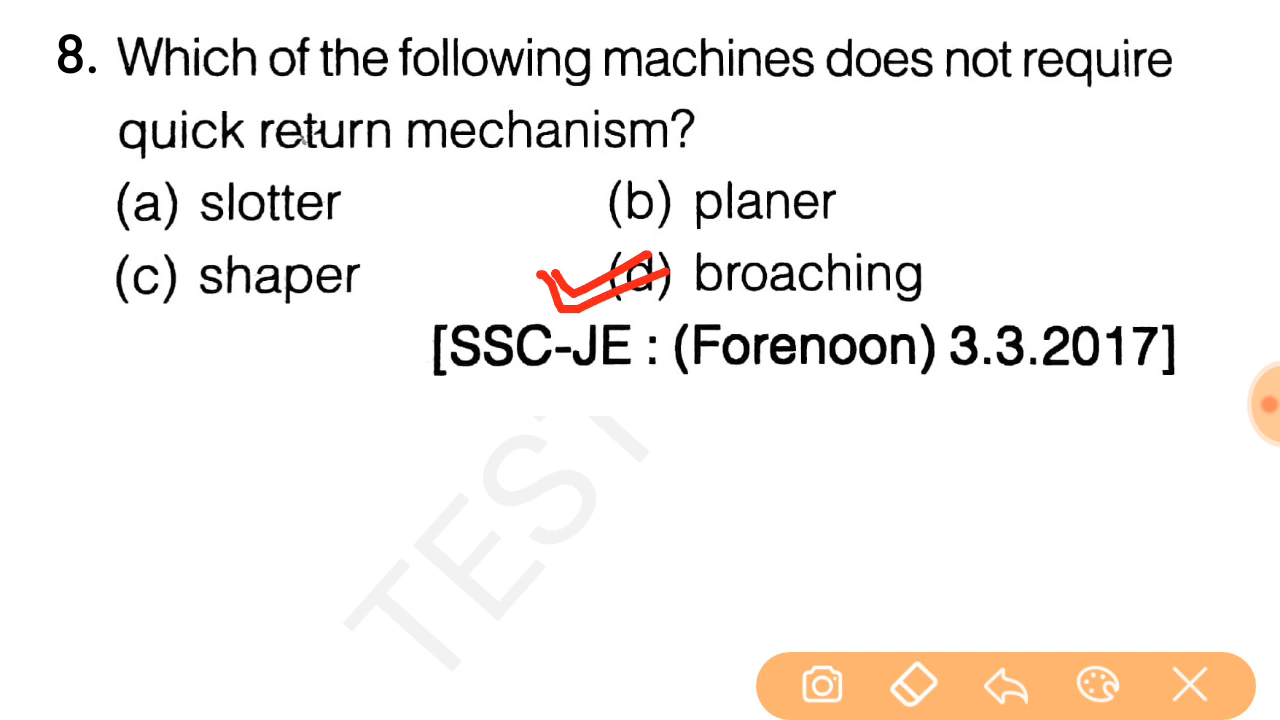 8. Which of the following machines does not require
quick return mechanism?
(a) slotter (b) planer
(c) shaper (d) broaching
[SSC-JE : (Forenoon) 3.3.2017]
TEST